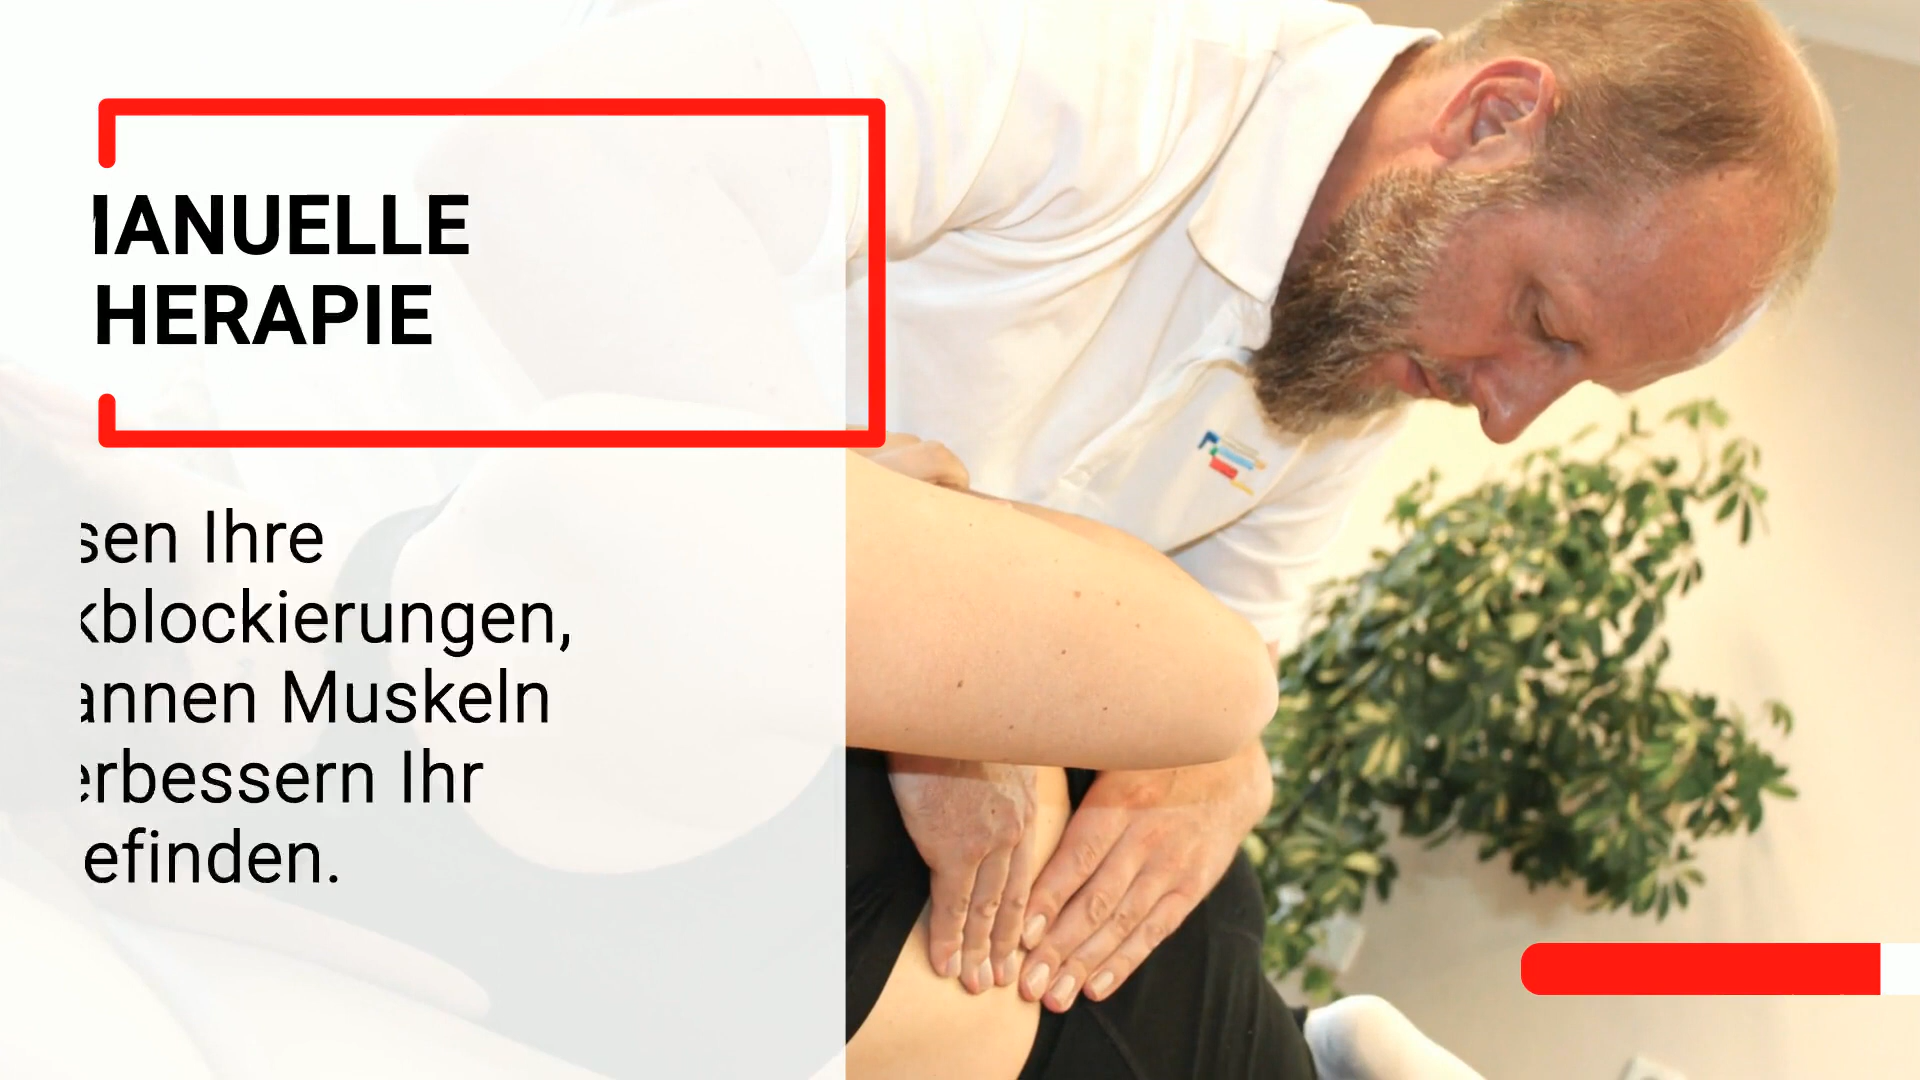 IANUELLE
HERAPIE
sen Ihre
kblockierungen,
annen Muskeln
erbessern Ihr
efinden.